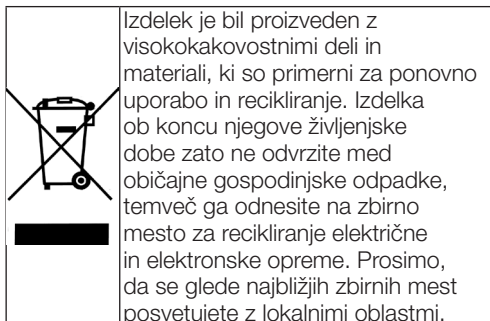 Izdelek je bil proizveden z
visokokakovostnimi deli in
materiali, ki so primerni za ponovno
uporabo in recikliranje. Izdelka
ob koncu njegove življenjske
dobe zato ne odvrzite med
običajne gospodinjske odpadke,
temveč ga odnesite na zbirno
mesto za recikliranje električne
in elektronske opreme. Prosimo,
da se glede najbližjih zbirnih mest
posvetujete z lokalnimi oblastmi.